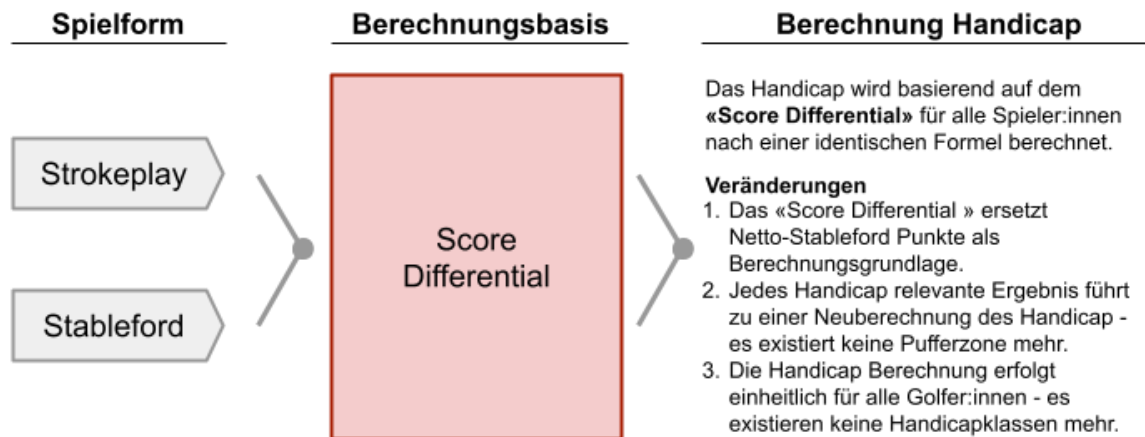 Spielform
Berechnungsbasis
Berechnung Handicap
Strokeplay
Stableford
Score
Differential
Das Handicap wird basierend auf dem
«Score Differential» für alle Spieler:innen
nach einer identischen Formel berechnet.
Veränderungen
1. Das «Score Differential » ersetzt
Netto-Stableford Punkte als
Berechnungsgrundlage.
2. Jedes Handicap relevante Ergebnis führt
zu einer Neuberechnung des Handicap -
es existiert keine Pufferzone mehr.
3. Die Handicap Berechnung erfolgt
einheitlich für alle Golfer:innen - es
existieren keine Handicapklassen mehr.